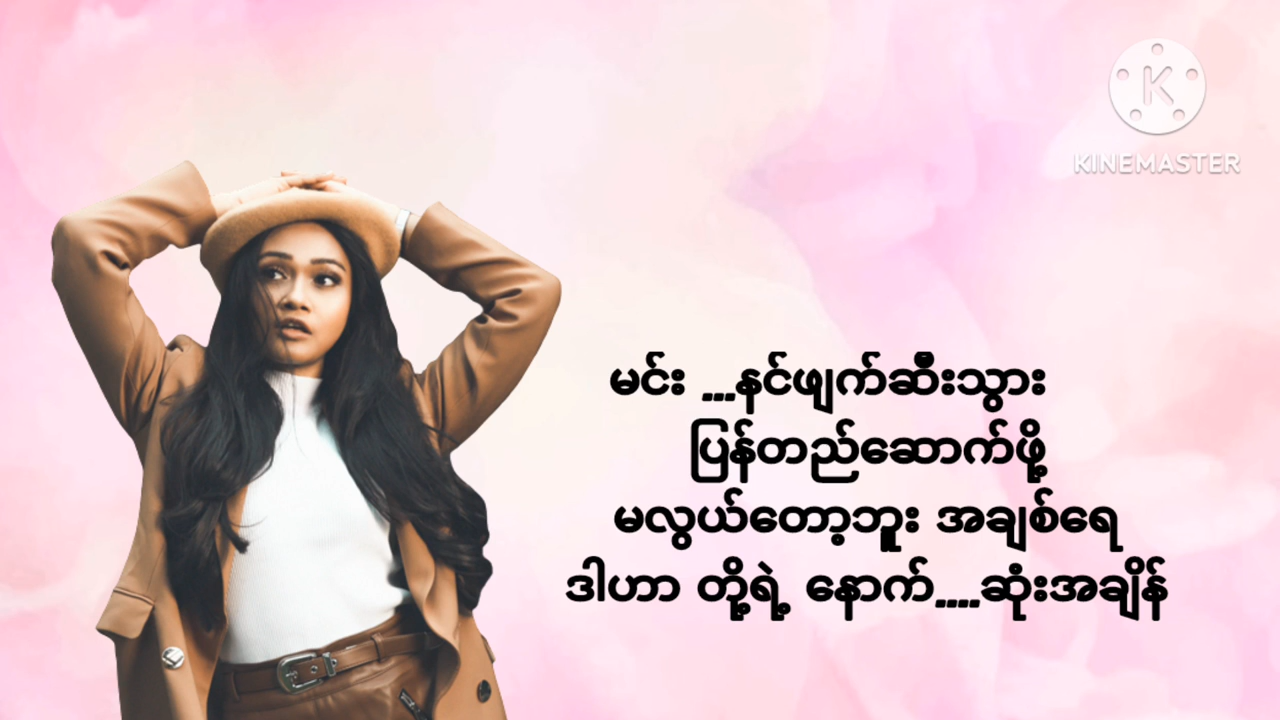 KINEMASTER
မင်း ...နင်ဖျက်ဆီးသွား
ပြန်တည်ဆောက်ဖို့
မလွယ်တော့ဘူး အချစ်ရေ
ဒါဟာ တို့ရဲ့ နောက်....ဆုံးအချိန်